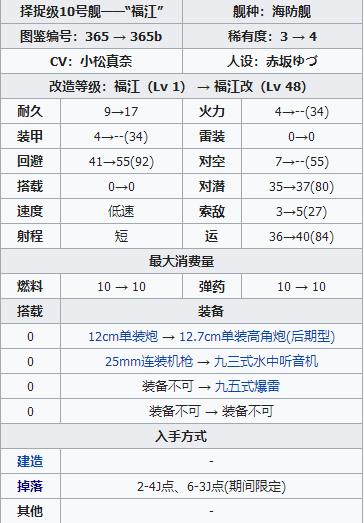 择捉级10号舰——“福江” 舰种：海防舰
图鉴编号：365 → 365b 稀有度：3 → 4
CV：小松真奈 人设：赤坂ゆづ
改造等级：福江（Lv 1） → 福江改（Lv 48）
耐久 9→17 火力 4→--(34)
装甲 4→--(34) 雷装 0→0
回避 41→55(92) 对空 7→--(55)
搭载 0→0 对潜 35→37(80)
速度 低速 索敌 3→5(27)
射程 短 运 36→40(84)
最大消费量
燃料 10 → 10 弹药 10 → 10
搭载 装备
0 12cm单装炮 → 12.7cm单装高角炮(后期型)
0 25mm连装机枪 → 九三式水中听音机
0 装备不可 → 九五式爆雷
0 装备不可 → 装备不可
入手方式
建造 -
掉落 2-4J点、6-3J点(期间限定)
其他 -